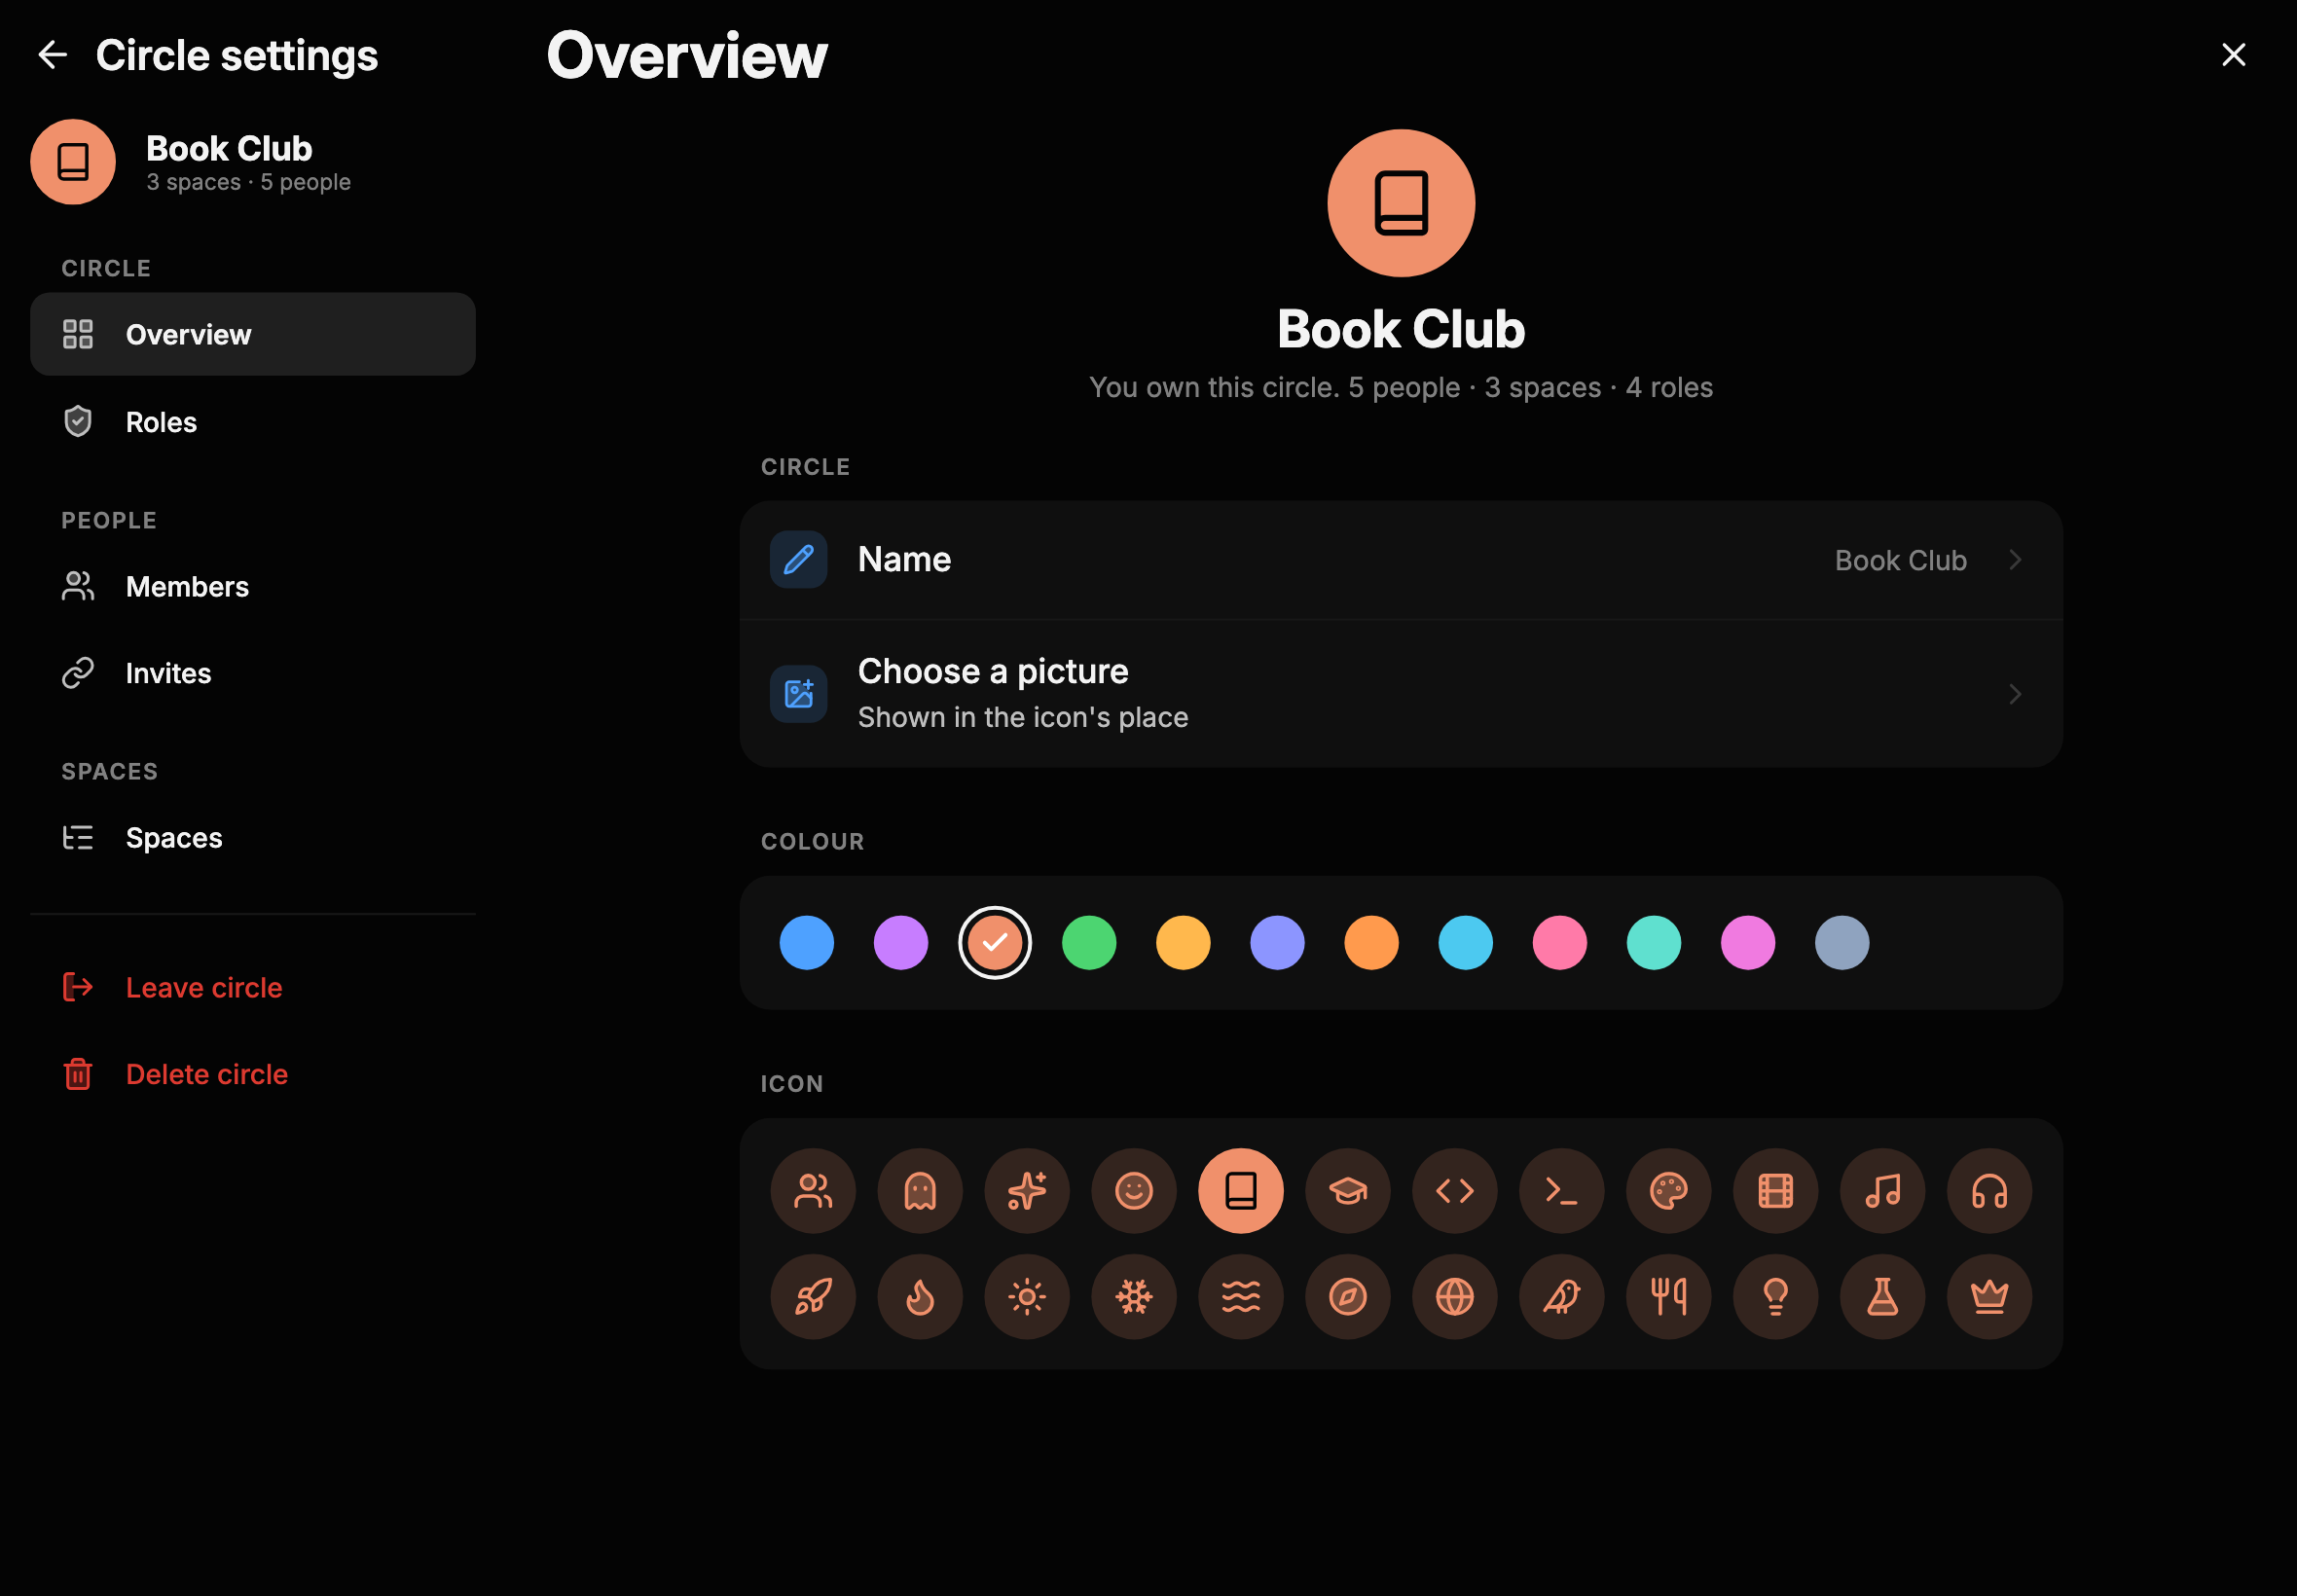 Circle settings
Book Club
3 spaces · 5 people
CIRCLE
Overview
Roles
PEOPLE
Members
Invites
SPACES
Spaces
Leave circle
Delete circle
Overview
Book Club
You own this circle. 5 people · 3 spaces · 4 roles
CIRCLE
Name
Book Club
Choose a picture
Shown in the icon's place
COLOUR
ICON